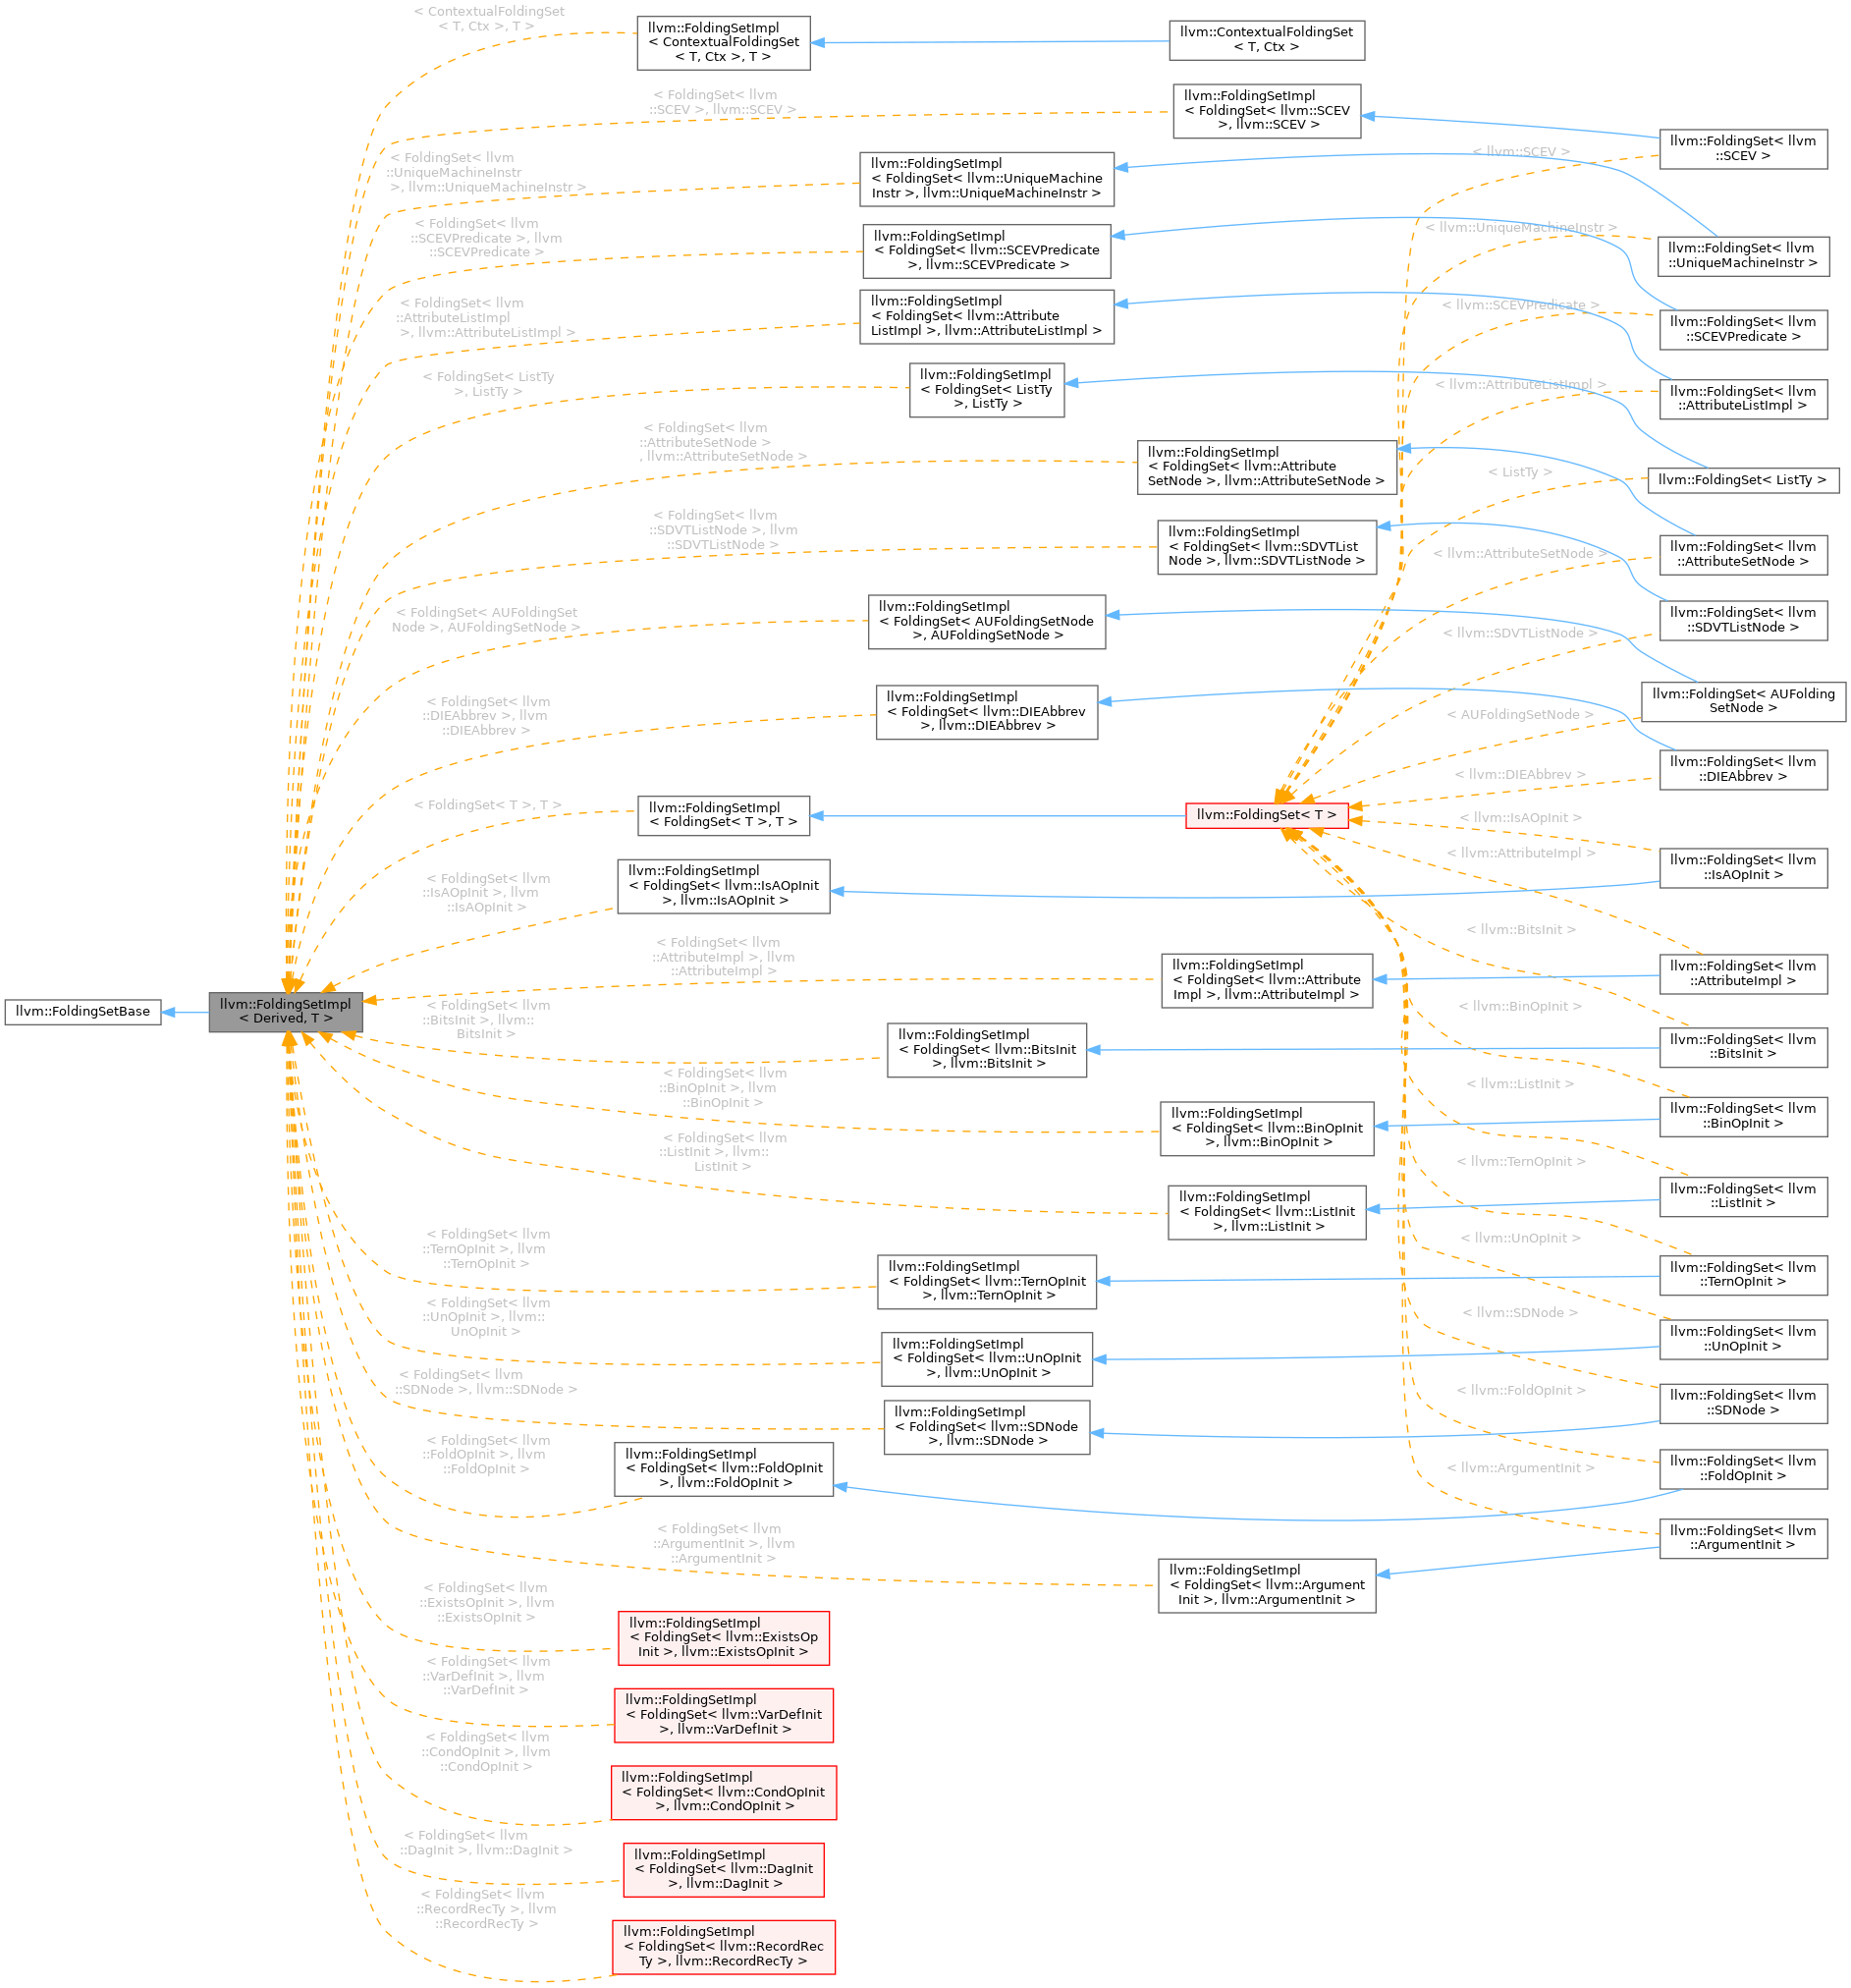 < ContextualFoldingSet
< T, Ctx >, T >
llvm::FoldingSetImpl
< ContextualFoldingSet
< T, Ctx >, T >
llvm::ContextualFoldingSet
< T, Ctx >
< FoldingSet< llvm
::SCEV >, llvm::SCEV >
llvm::FoldingSetImpl
< FoldingSet< llvm::SCEV
>, llvm::SCEV >
< llvm::SCEV >
llvm::FoldingSet< llvm
::SCEV >
< FoldingSet< llvm
::UniqueMachineInstr
>, llvm::UniqueMachineInstr >
llvm::FoldingSetImpl
< FoldingSet< llvm::UniqueMachine
Instr >, llvm::UniqueMachineInstr >
< llvm::UniqueMachineInstr >
llvm::FoldingSet< llvm
::UniqueMachineInstr >
< FoldingSet< llvm
::SCEVPredicate >, llvm
::SCEVPredicate >
llvm::FoldingSetImpl
< FoldingSet< llvm::SCEVPredicate
>, llvm::SCEVPredicate >
< llvm::SCEVPredicate >
llvm::FoldingSet< llvm
::SCEVPredicate >
< FoldingSet< llvm
::AttributeListImpl
>, llvm::AttributeListImpl >
llvm::FoldingSetImpl
< FoldingSet< llvm::Attribute
ListImpl >, llvm::AttributeListImpl >
< llvm::AttributeListImpl >
llvm::FoldingSet< llvm
::AttributeListImpl >
< FoldingSet< ListTy
>, ListTy >
llvm::FoldingSetImpl
< FoldingSet< ListTy
>, ListTy >
< ListTy >
llvm::FoldingSet< ListTy >
< FoldingSet< llvm
::AttributeSetNode >
, llvm::AttributeSetNode >
llvm::FoldingSetImpl
< FoldingSet< llvm::Attribute
SetNode >, llvm::AttributeSetNode >
< llvm::AttributeSetNode >
llvm::FoldingSet< llvm
::AttributeSetNode >
< FoldingSet< llvm
::SDVTListNode >, llvm
::SDVTListNode >
llvm::FoldingSetImpl
< FoldingSet< llvm::SDVTList
Node >, llvm::SDVTListNode >
< llvm::SDVTListNode >
llvm::FoldingSet< llvm
::SDVTListNode >
< FoldingSet< AUFoldingSet
Node >, AUFoldingSetNode >
llvm::FoldingSetImpl
< FoldingSet< AUFoldingSetNode
>, AUFoldingSetNode >
< AUFoldingSetNode >
llvm::FoldingSet< AUFolding
SetNode >
< FoldingSet< llvm
::DIEAbbrev >, llvm
::DIEAbbrev >
llvm::FoldingSetImpl
< FoldingSet< llvm::DIEAbbrev
>, llvm::DIEAbbrev >
< llvm::DIEAbbrev >
llvm::FoldingSet< llvm
::DIEAbbrev >
< FoldingSet< T >, T >
llvm::FoldingSetImpl
< FoldingSet< T >, T >
llvm::FoldingSet< T >
< FoldingSet< llvm
::IsAOpInit >, llvm
::IsAOpInit >
llvm::FoldingSetImpl
< FoldingSet< llvm::IsAOpInit
>, llvm::IsAOpInit >
< llvm::IsAOpInit >
llvm::FoldingSet< llvm
::IsAOpInit >
< FoldingSet< llvm
::AttributeImpl >, llvm
::AttributeImpl >
llvm::FoldingSetImpl
< FoldingSet< llvm::Attribute
Impl >, llvm::AttributeImpl >
< llvm::AttributeImpl >
llvm::FoldingSet< llvm
::AttributeImpl >
llvm::FoldingSetBase
llvm::FoldingSetImpl
< Derived, T >
< FoldingSet< llvm
::BitsInit >, llvm::
BitsInit >
llvm::FoldingSetImpl
< FoldingSet< llvm::BitsInit
>, llvm::BitsInit >
< llvm::BitsInit >
llvm::FoldingSet< llvm
::BitsInit >
< FoldingSet< llvm
::BinOpInit >, llvm
::BinOpInit >
llvm::FoldingSetImpl
< FoldingSet< llvm::BinOpInit
>, llvm::BinOpInit >
< llvm::BinOpInit >
llvm::FoldingSet< llvm
::BinOpInit >
< FoldingSet< llvm
::ListInit >, llvm::
ListInit >
llvm::FoldingSetImpl
< FoldingSet< llvm::ListInit
>, llvm::ListInit >
< llvm::ListInit >
llvm::FoldingSet< llvm
::ListInit >
< FoldingSet< llvm
::TernOpInit >, llvm
::TernOpInit >
llvm::FoldingSetImpl
< FoldingSet< llvm::TernOpInit
>, llvm::TernOpInit >
< llvm::TernOpInit >
llvm::FoldingSet< llvm
::TernOpInit >
< FoldingSet< llvm
::UnOpInit >, llvm::
UnOpInit >
llvm::FoldingSetImpl
< FoldingSet< llvm::UnOpInit
>, llvm::UnOpInit >
< llvm::UnOpInit >
llvm::FoldingSet< llvm
::UnOpInit >
< FoldingSet< llvm
::SDNode >, llvm::SDNode >
llvm::FoldingSetImpl
< FoldingSet< llvm::SDNode
>, llvm::SDNode >
< llvm::SDNode >
llvm::FoldingSet< llvm
::SDNode >
< FoldingSet< llvm
::FoldOpInit >, llvm
::FoldOpInit >
llvm::FoldingSetImpl
< FoldingSet< llvm::FoldOpInit
>, llvm::FoldOpInit >
< llvm::FoldOpInit >
llvm::FoldingSet< llvm
::FoldOpInit >
< FoldingSet< llvm
::ArgumentInit >, llvm
::ArgumentInit >
llvm::FoldingSetImpl
< FoldingSet< llvm::Argument
Init >, llvm::ArgumentInit >
< llvm::ArgumentInit >
llvm::FoldingSet< llvm
::ArgumentInit >
< FoldingSet< llvm
::ExistsOpInit >, llvm
::ExistsOpInit >
llvm::FoldingSetImpl
< FoldingSet< llvm::ExistsOp
Init >, llvm::ExistsOpInit >
< FoldingSet< llvm
::VarDefInit >, llvm
::VarDefInit >
llvm::FoldingSetImpl
< FoldingSet< llvm::VarDefInit
>, llvm::VarDefInit >
< FoldingSet< llvm
::CondOpInit >, llvm
::CondOpInit >
llvm::FoldingSetImpl
< FoldingSet< llvm::CondOpInit
>, llvm::CondOpInit >
< FoldingSet< llvm
::DagInit >, llvm::DagInit >
llvm::FoldingSetImpl
< FoldingSet< llvm::DagInit
>, llvm::DagInit >
< FoldingSet< llvm
::RecordRecTy >, llvm
::RecordRecTy >
llvm::FoldingSetImpl
< FoldingSet< llvm::RecordRec
Ty >, llvm::RecordRecTy >